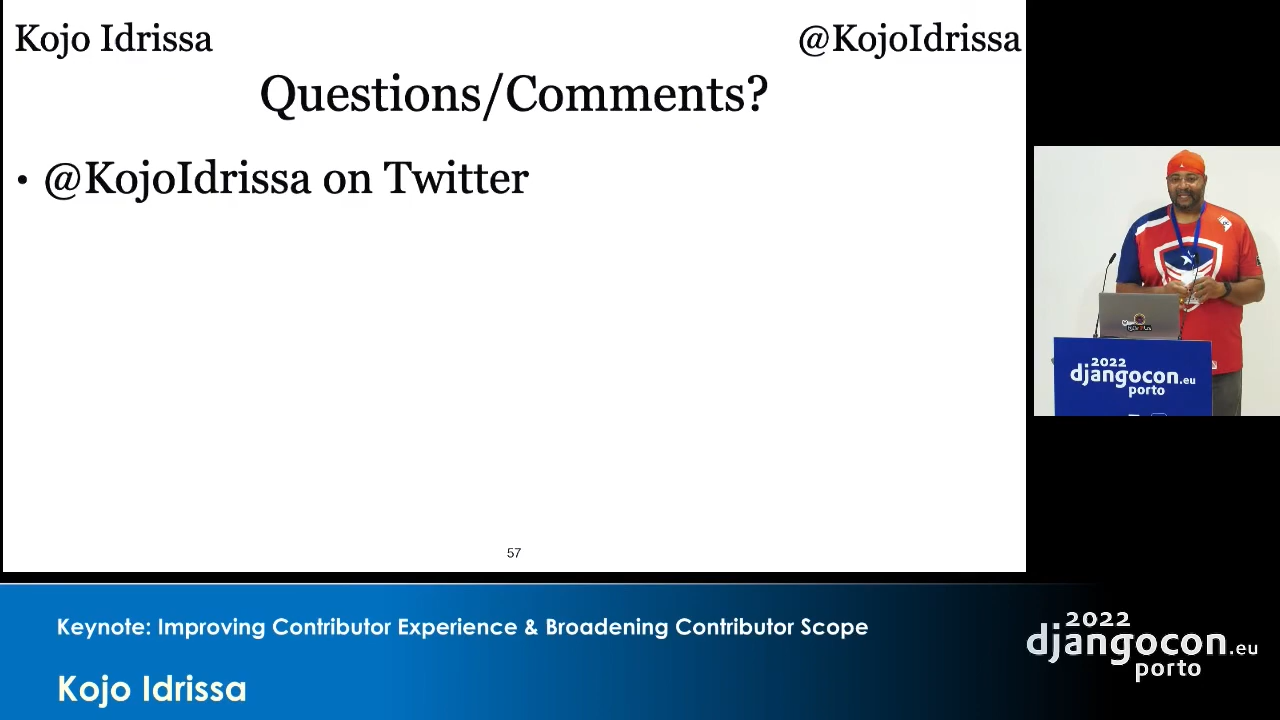 Kojo Idrissa
@KojoIdrissa
Questions/Comments?
• @KojoIdrissa on Twitter
57
2022
djangocon.eu
porto
Keynote: Improving Contributor Experience & Broadening Contributor Scope
Kojo Idrissa
2022
djangocon.eu
porto